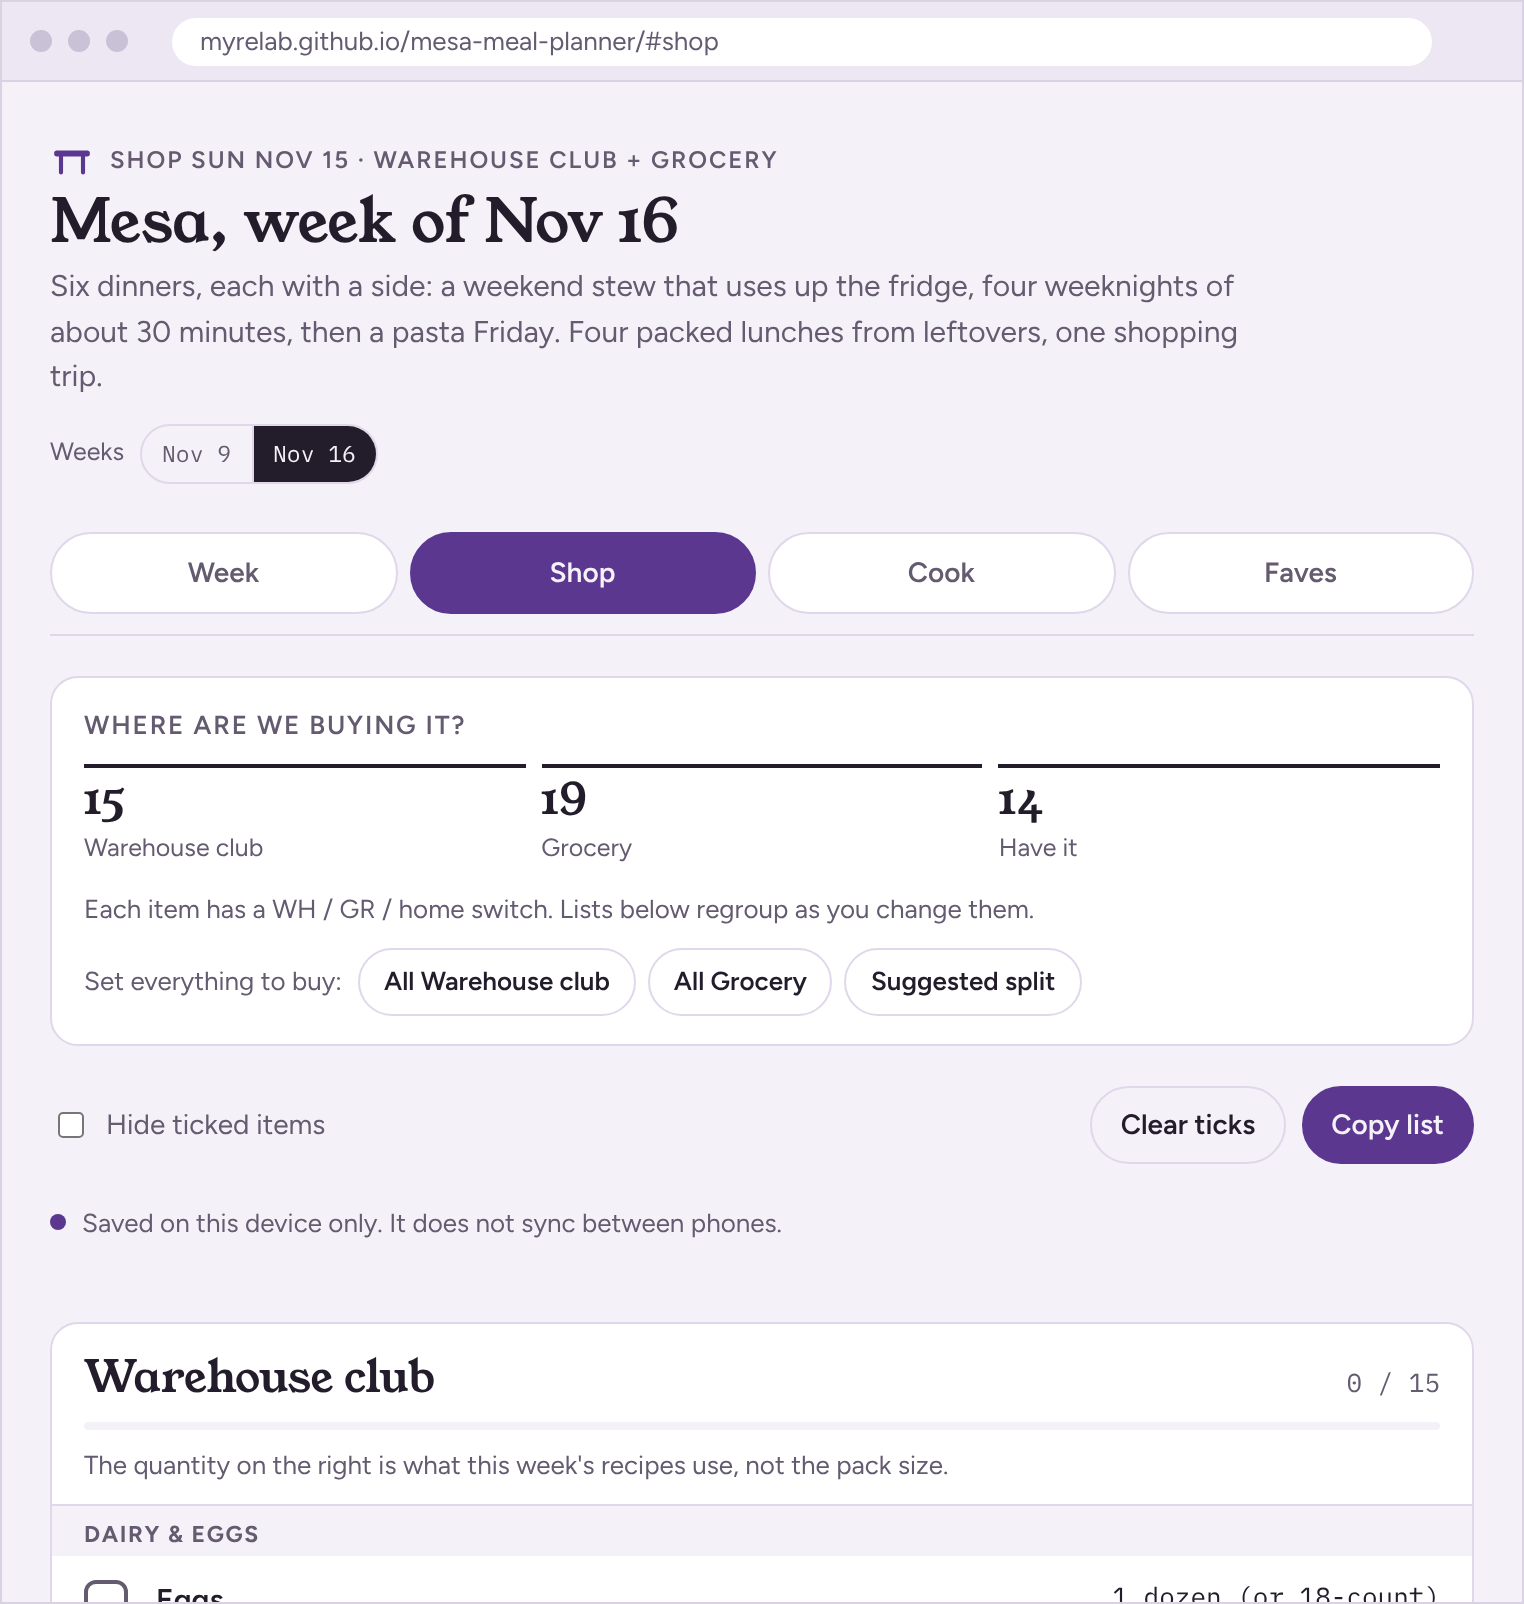 myrelab.github.io/mesa-meal-planner/#shop
SHOP SUN NOV 15 · WAREHOUSE CLUB + GROCERY
Mesa, week of Nov 16
Six dinners, each with a side: a weekend stew that uses up the fridge, four weeknights of
about 30 minutes, then a pasta Friday. Four packed lunches from leftovers, one shopping
trip.
Weeks Nov 9 Nov 16
Week Shop Cook Faves
WHERE ARE WE BUYING IT?
15 19 14
Warehouse club Grocery Have it
Each item has a WH / GR / home switch. Lists below regroup as you change them.
Set everything to buy: All Warehouse club All Grocery Suggested split
Hide ticked items Clear ticks Copy list
Saved on this device only. It does not sync between phones.
Warehouse club 0 / 15
The quantity on the right is what this week's recipes use, not the pack size.
DAIRY & EGGS
Eggs 1 dozen (or 18-count)